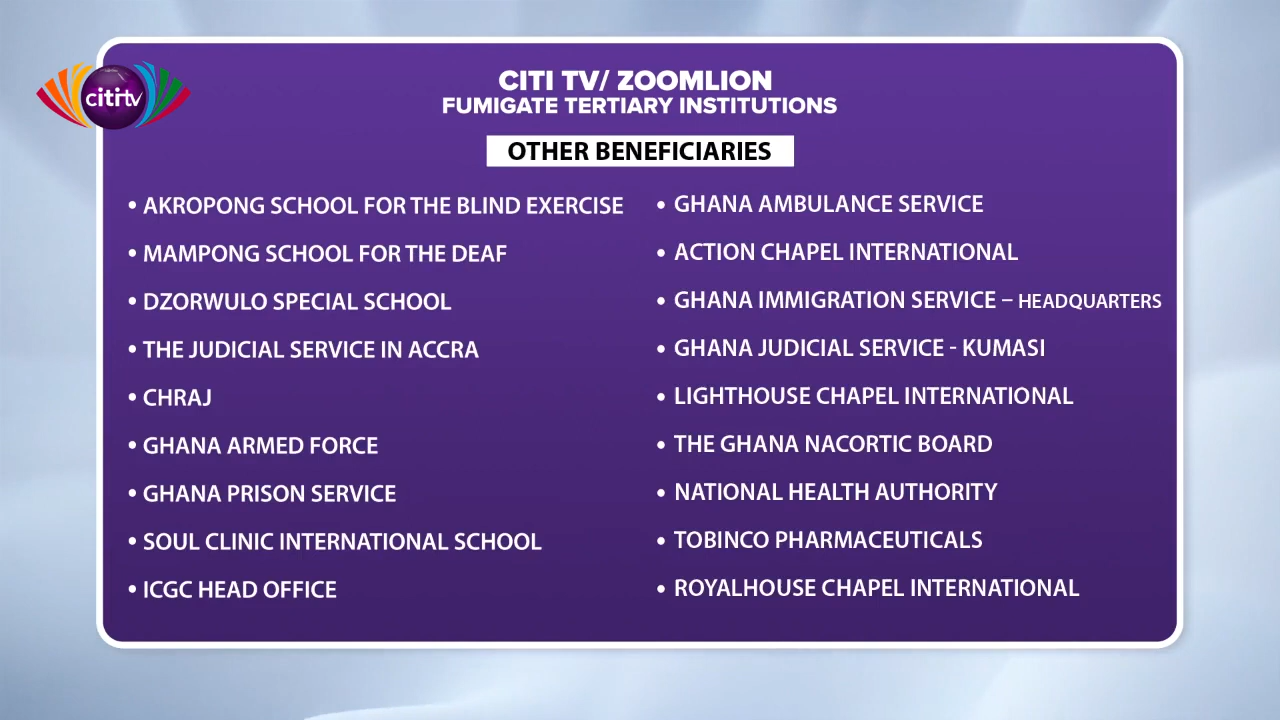 citi tv
CITI TV/ ZOOMLION
FUMIGATE TERTIARY INSTITUTIONS
OTHER BENEFICIARIES
• AKROPONG SCHOOL FOR THE BLIND EXERCISE
• MAMPONG SCHOOL FOR THE DEAF
• DZORWULO SPECIAL SCHOOL
• THE JUDICIAL SERVICE IN ACCRA
• CHRAJ
• GHANA ARMED FORCE
• GHANA PRISON SERVICE
• SOUL CLINIC INTERNATIONAL SCHOOL
• ICGC HEAD OFFICE
• GHANA AMBULANCE SERVICE
• ACTION CHAPEL INTERNATIONAL
• GHANA IMMIGRATION SERVICE – HEADQUARTERS
• GHANA JUDICIAL SERVICE - KUMASI
• LIGHTHOUSE CHAPEL INTERNATIONAL
• THE GHANA NACORTIC BOARD
• NATIONAL HEALTH AUTHORITY
• TOBINCO PHARMACEUTICALS
• ROYALHOUSE CHAPEL INTERNATIONAL